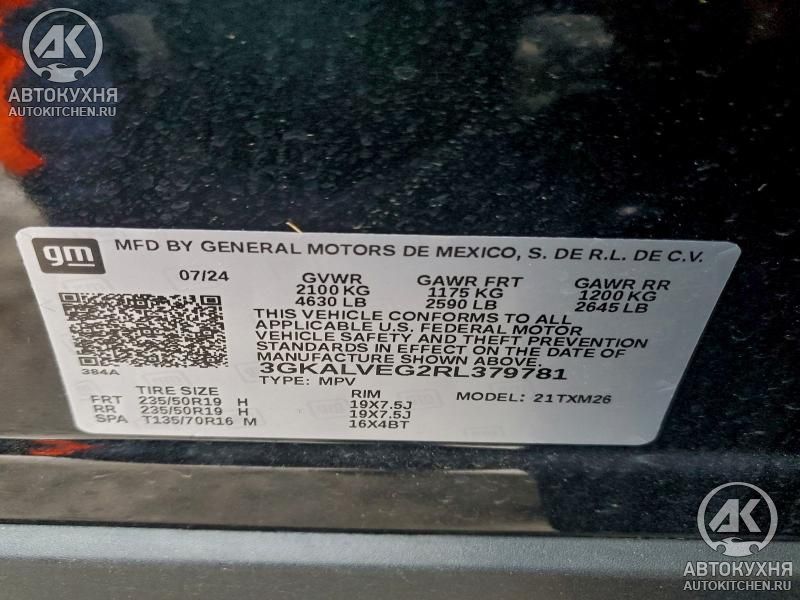 AK
АВТОКУХНЯ
AUTOKITCHEN.RU
gm
MFD BY GENERAL MOTORS DE MEXICO, S. DE R.L. DE C.V.
07/24 GVWR GAWR FRT GAWR RR
2100 KG 1175 KG 1200 KG
4630 LB 2590 LB 2645 LB
THIS VEHICLE CONFORMS TO ALL
APPLICABLE U.S. FEDERAL MOTOR
VEHICLE SAFETY AND THEFT PREVENTION
STANDARDS IN EFFECT ON THE DATE OF
MANUFACTURE SHOWN ABOVE.
384A
3GKALVEG2RL379781
TYPE: MPV
TIRE SIZE RIM MODEL: 21TXM26
FRT 235/50R19 H 19X7.5J
RR 235/50R19 H 19X7.5J
SPA T135/70R16 M 16X4BT
AK
АВТОКУХНЯ
AUTOKITCHEN.RU